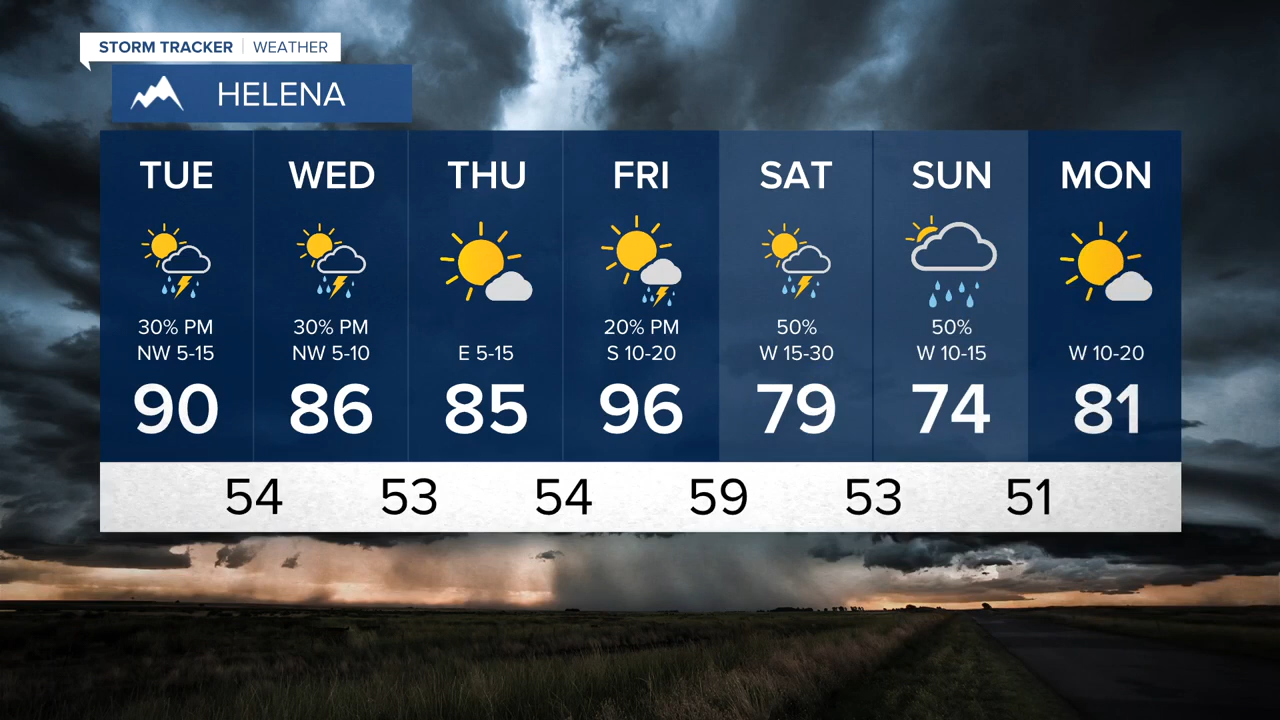 STORM TRACKER | WEATHER
HELENA
TUE WED THU FRI SAT SUN MON
30% PM 30% PM 20% PM 50% 50%
NW 5-15 NW 5-10 E 5-15 S 10-20 W 15-30 W 10-15 W 10-20
90 86 85 96 79 74 81
54 53 54 59 53 51